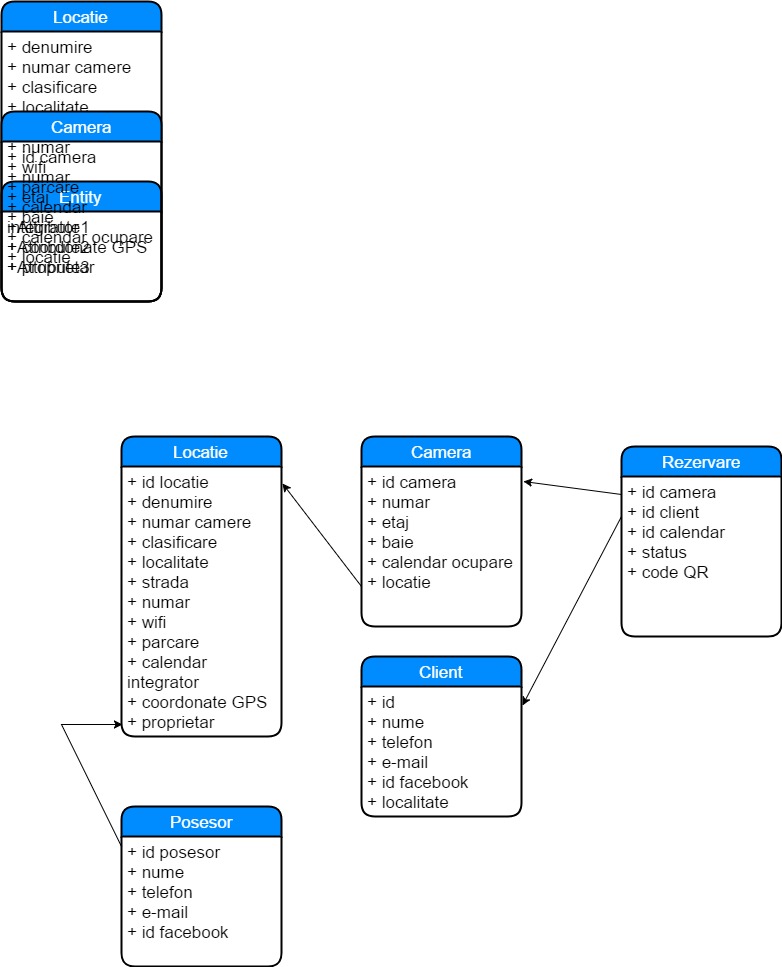 Locatie
+ denumire
+ numar camere
+ clasificare
+ localitate
Camera
+ numar
+ id camera
+ wifi
+ numar
+ parcare
Entity
+ etaj
+ calendar
+ baie
integrator
+Attribute1
+ calendar ocupare
+Attribute2
+ coordonate GPS
+ locatie
+Attribute3
+ proprietar
Locatie
+ id locatie
+ denumire
+ numar camere
+ clasificare
+ localitate
+ strada
+ numar
+ wifi
+ parcare
+ calendar
integrator
+ coordonate GPS
+ proprietar
Camera
+ id camera
+ numar
+ etaj
+ baie
+ calendar ocupare
+ locatie
Rezervare
+ id camera
+ id client
+ id calendar
+ status
+ code QR
Client
+ id
+ nume
+ telefon
+ e-mail
+ id facebook
+ localitate
Posesor
+ id posesor
+ nume
+ telefon
+ e-mail
+ id facebook